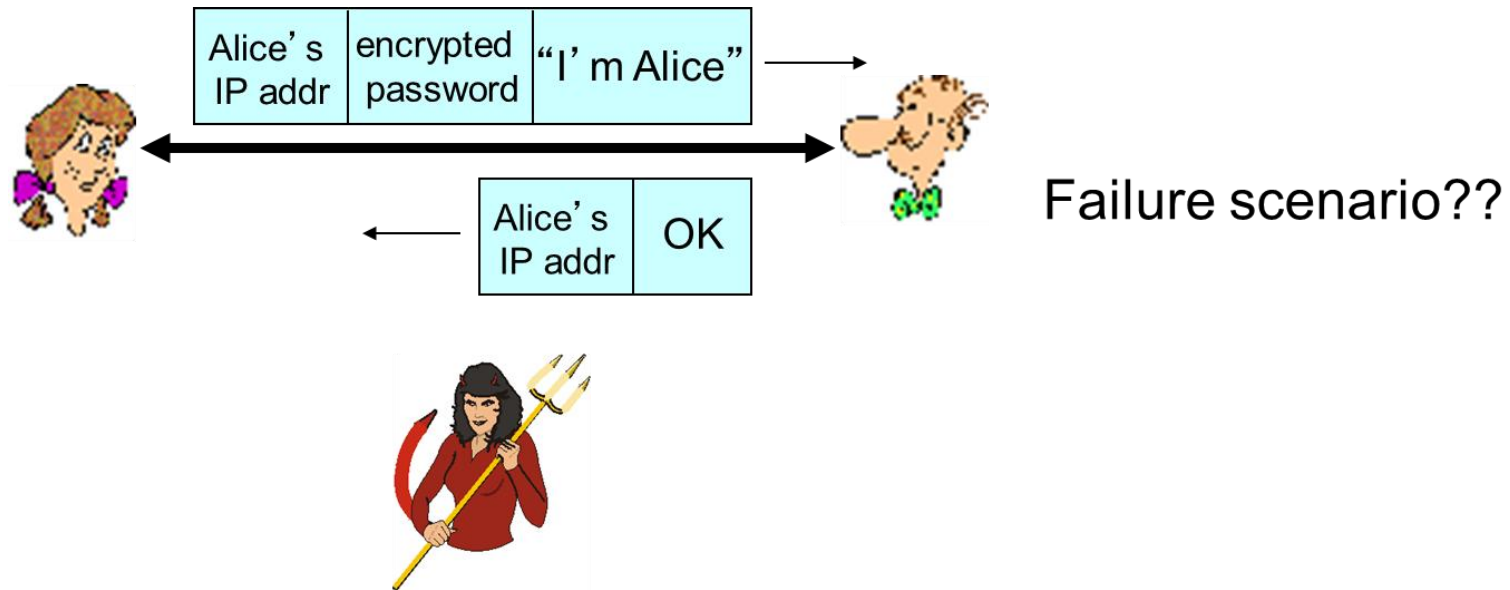 Alice’s
IP addr
encrypted
password
“I’m Alice”
Failure scenario??
Alice’s
IP addr
OK